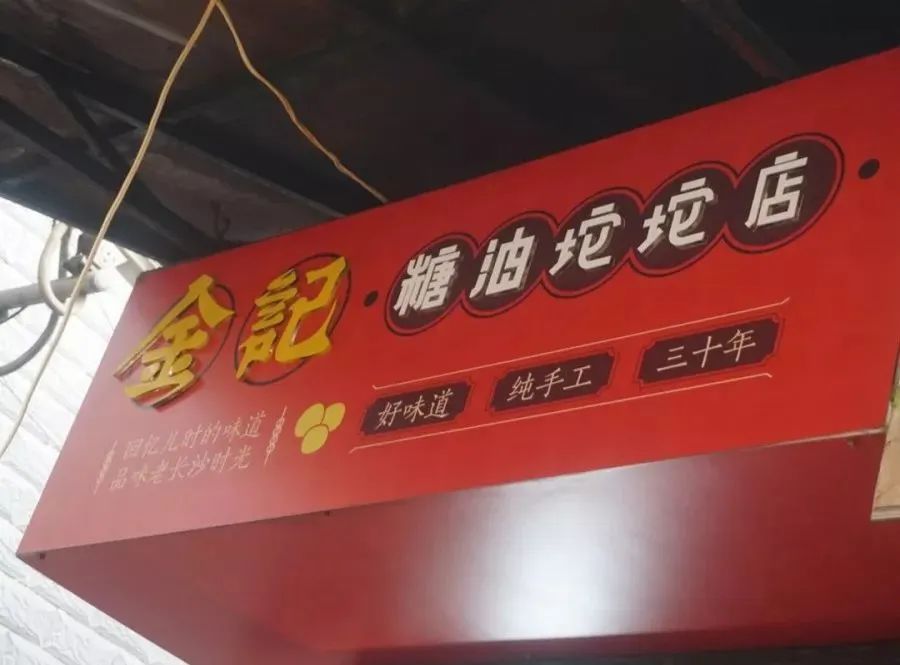 金記·糖油坨坨店·
好味道 纯手工 三十年
回忆儿时的味道
品味老长沙时光